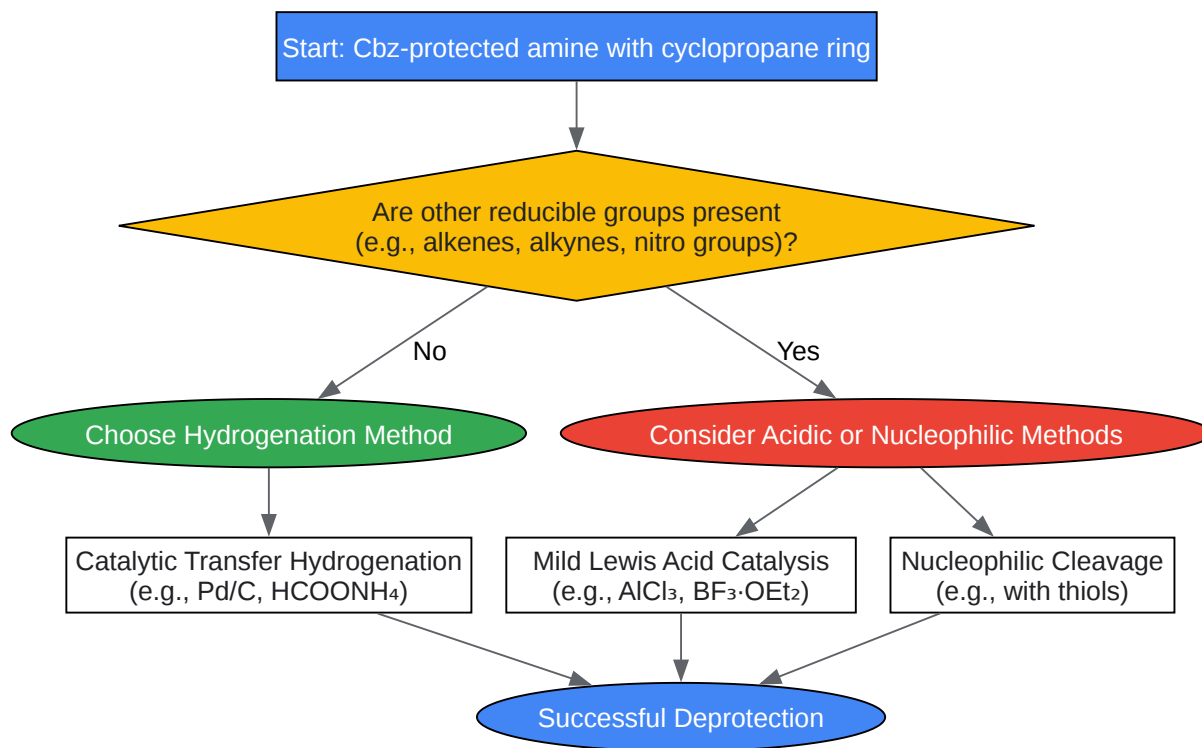 Start: Cbz-protected amine with cyclopropane ring
Are other reducible groups present
(e.g., alkenes, alkynes, nitro groups)?
No
Yes
Choose Hydrogenation Method
Consider Acidic or Nucleophilic Methods
Catalytic Transfer Hydrogenation
(e.g., Pd/C, HCOONH₄)
Mild Lewis Acid Catalysis
(e.g., AlCl₃, BF₃·OEt₂)
Nucleophilic Cleavage
(e.g., with thiols)
Successful Deprotection